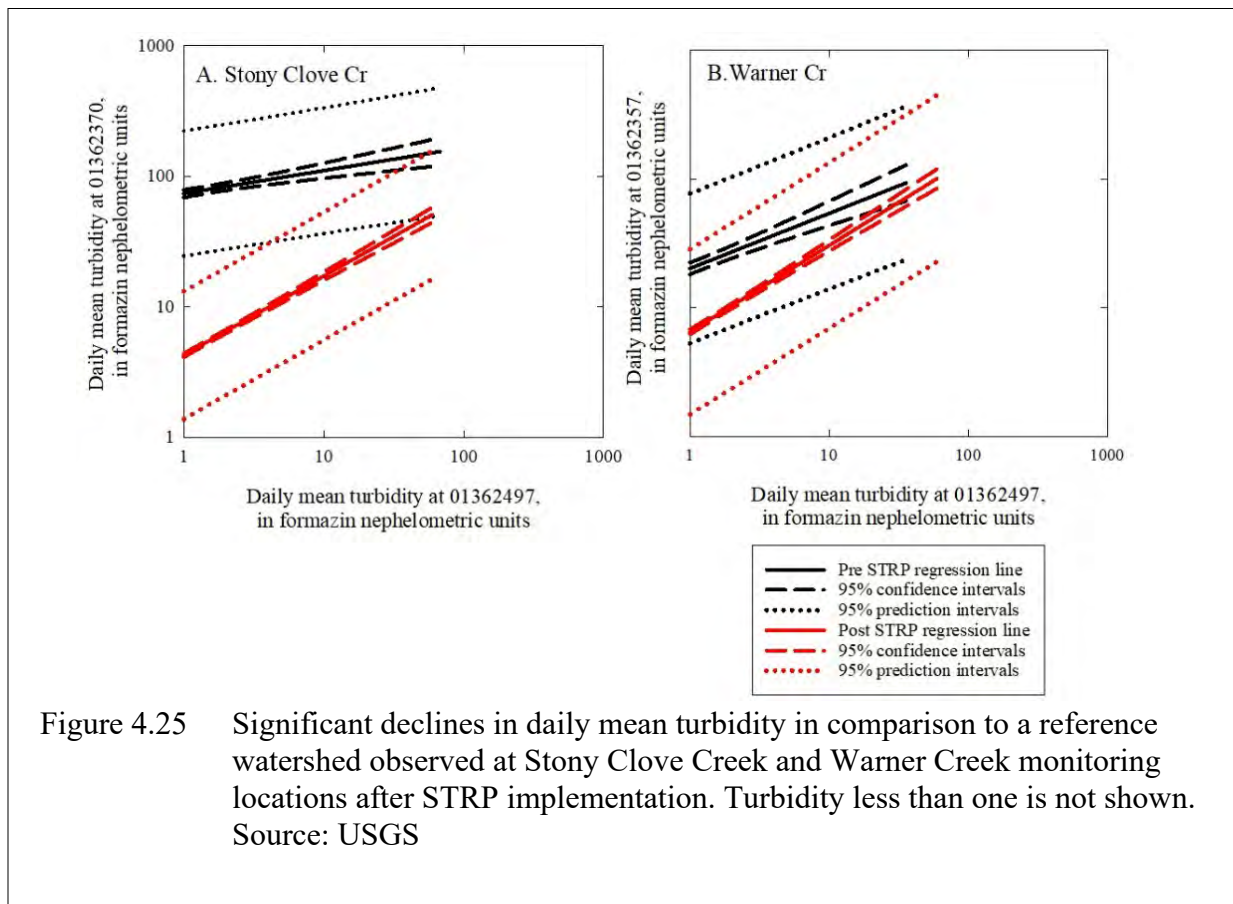 A. Stony Clove Cr
Daily mean turbidity at 01362370,
in formazin nephelometric units
1000
100
10
1
1
10
100
1000
Daily mean turbidity at 01362497,
in formazin nephelometric units
B.Warner Cr
Daily mean turbidity at 01362357,
in formazin nephelometric units
1
10
100
1000
Daily mean turbidity at 01362497,
in formazin nephelometric units
Pre STRP regression line
95% confidence intervals
95% prediction intervals
Post STRP regression line
95% confidence intervals
95% prediction intervals
Figure 4.25 Significant declines in daily mean turbidity in comparison to a reference
watershed observed at Stony Clove Creek and Warner Creek monitoring
locations after STRP implementation. Turbidity less than one is not shown.
Source: USGS